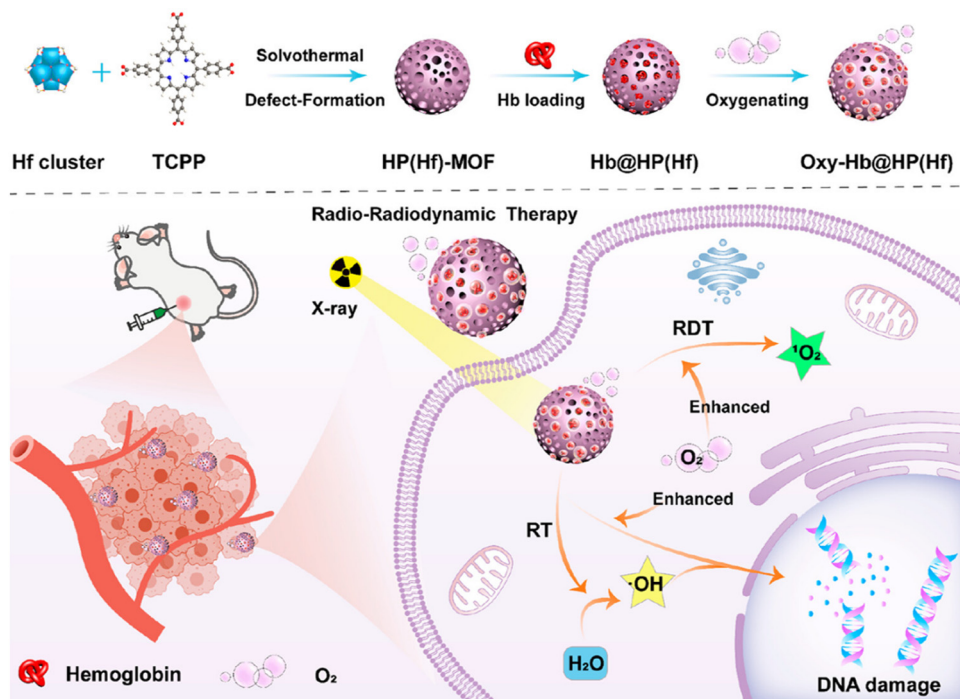 Solvothermal
Defect-Formation
Hb loading
Oxygenating
Hf cluster
TCPP
HP(Hf)-MOF
Hb@HP(Hf)
Oxy-Hb@HP(Hf)
Radio-Radiodynamic Therapy
X-ray
RDT
¹O₂
Enhanced
O₂
Enhanced
RT
·OH
H₂O
DNA damage
Hemoglobin
O₂